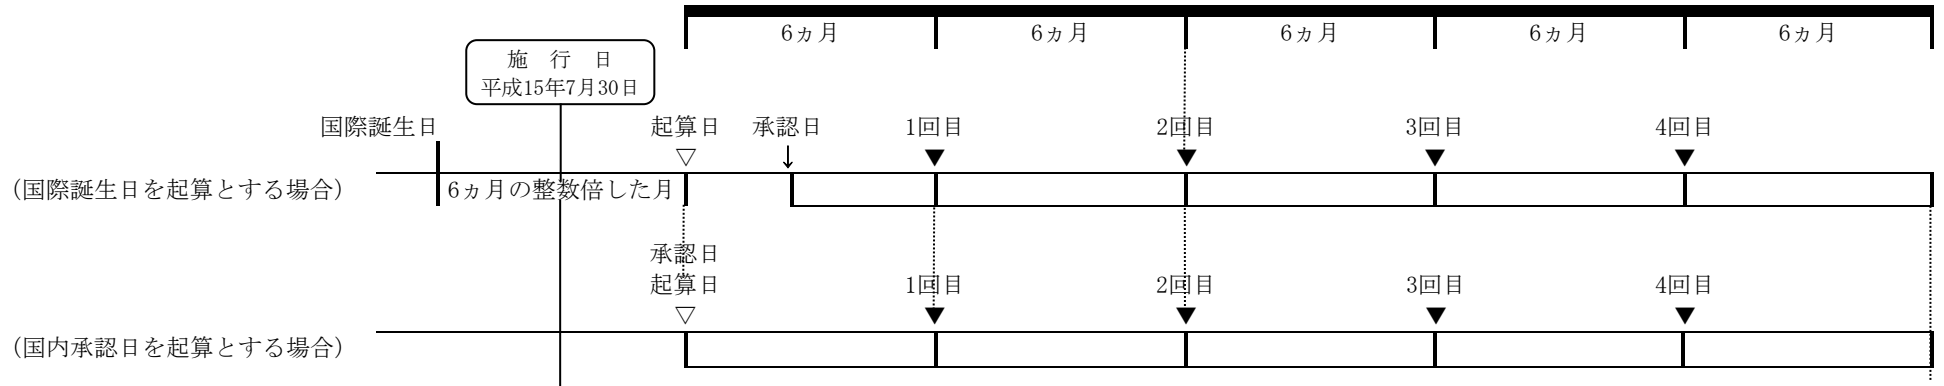 6ヵ月 6ヵ月 6ヵ月 6ヵ月 6ヵ月
施 行 日
平成15年7月30日
国際誕生日 起算日 承認日 1回目 2回目 3回目 4回目
（国際誕生日を起算とする場合） 6ヵ月の整数倍した月
承認日
起算日 1回目 2回目 3回目 4回目
（国内承認日を起算とする場合）